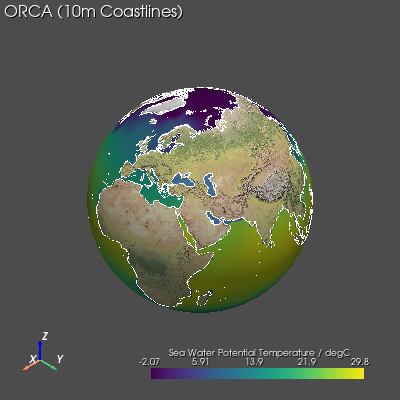 ORCA (10m Coastlines)
Z
X
Y
Sea Water Potential Temperature / degC
-2.07 5.91 13.9 21.9 29.8